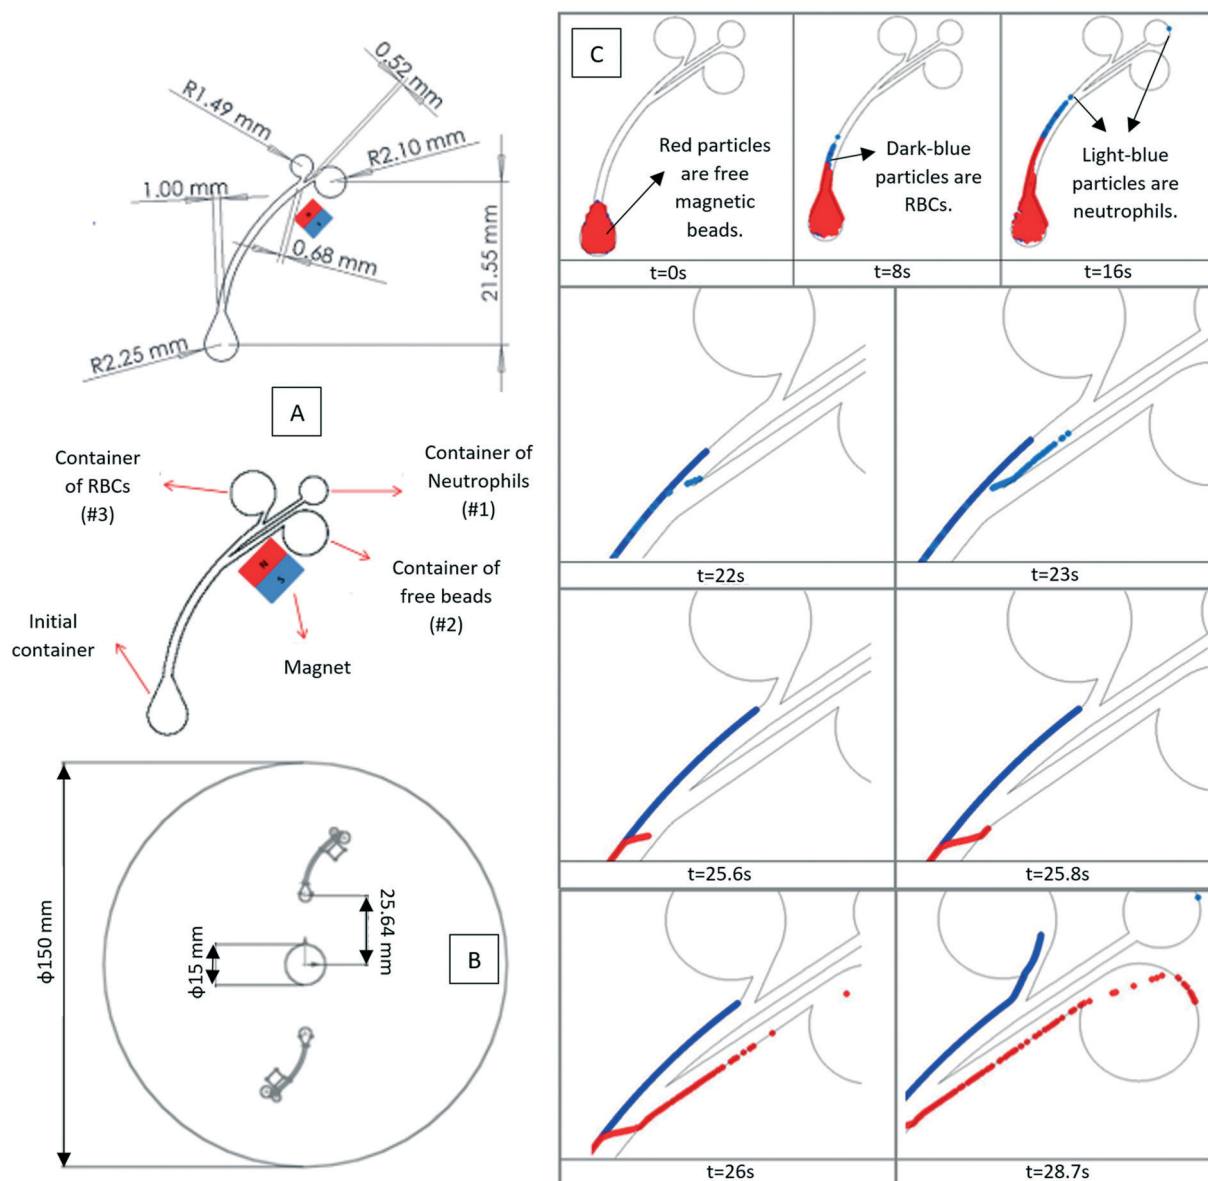 0.52 mm
R1.49 mm
R2.10 mm
1.00 mm
N
S
0.68 mm
21.55 mm
R2.25 mm
A
Container
of RBCs
(#3)
Container of
Neutrophils
(#1)
N
S
Container of
free beads
(#2)
Initial
container
Magnet
ϕ150 mm
ϕ15 mm
25.64 mm
B
C
Red particles
are free
magnetic
beads.
Dark-blue
particles are
RBCs.
Light-blue
particles are
neutrophils.
t=0s
t=8s
t=16s
t=22s
t=23s
t=25.6s
t=25.8s
t=26s
t=28.7s